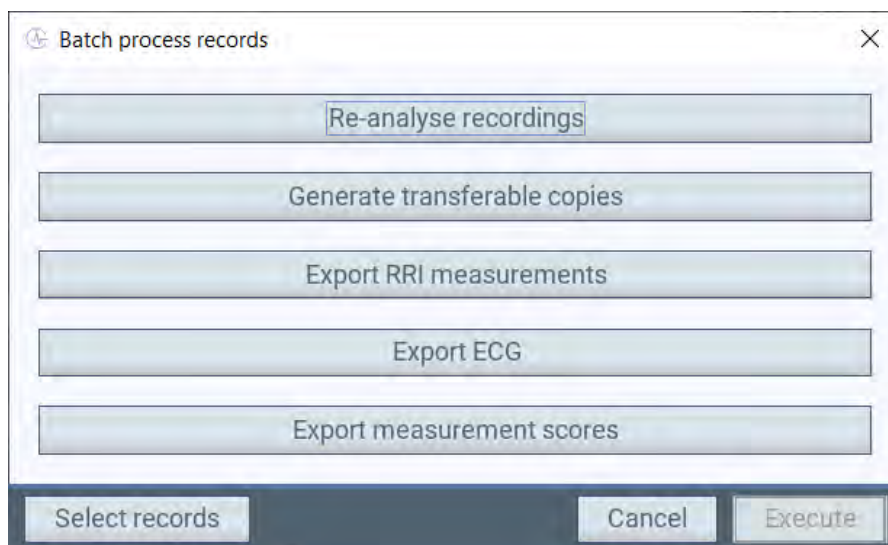 Batch process records
Re-analyse recordings
Generate transferable copies
Export RRI measurements
Export ECG
Export measurement scores
Select records
Cancel
Execute